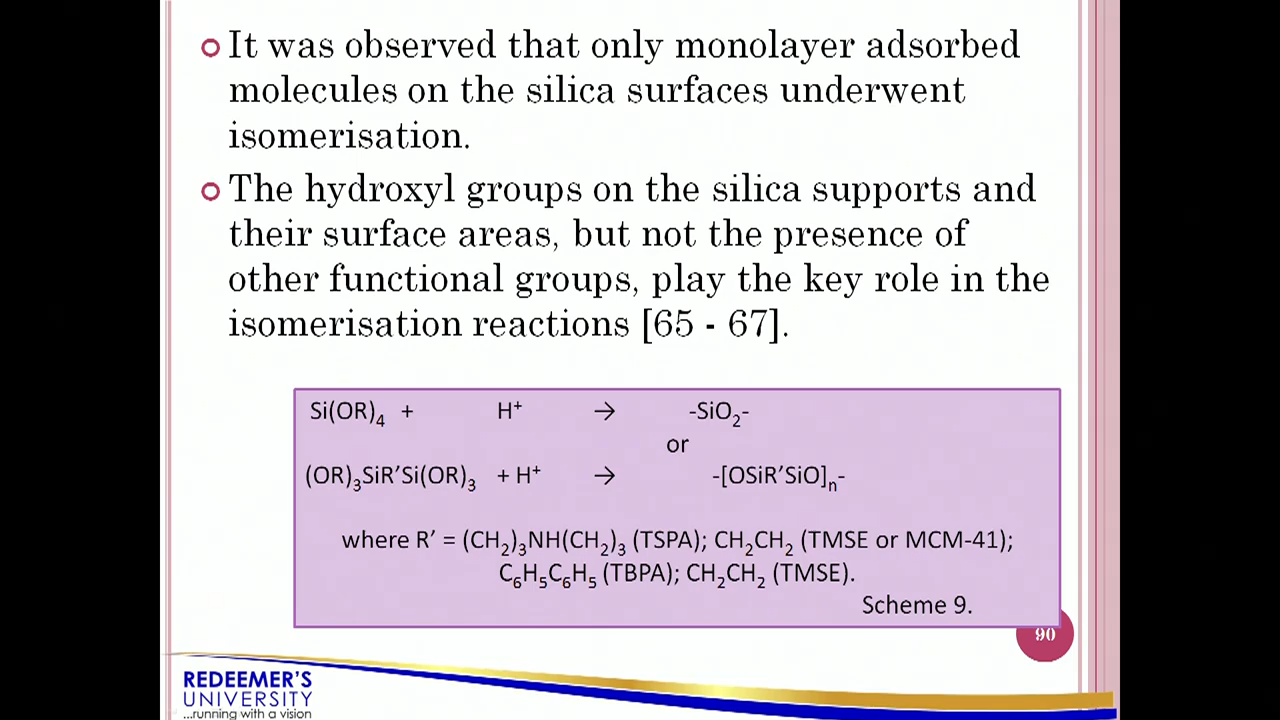 It was observed that only monolayer adsorbed
molecules on the silica surfaces underwent
isomerisation.
The hydroxyl groups on the silica supports and
their surface areas, but not the presence of
other functional groups, play the key role in the
isomerisation reactions [65 - 67].
Si(OR)₄ + H⁺ → -SiO₂-
or
(OR)₃SiR’Si(OR)₃ + H⁺ → -[OSiR’SiO]ₙ-
where R’ = (CH₂)₃NH(CH₂)₃ (TSPA); CH₂CH₂ (TMSE or MCM-41);
C₆H₅C₆H₅ (TBPA); CH₂CH₂ (TMSE).
Scheme 9.
90
REDEEMER'S
UNIVERSITY
...running with a vision